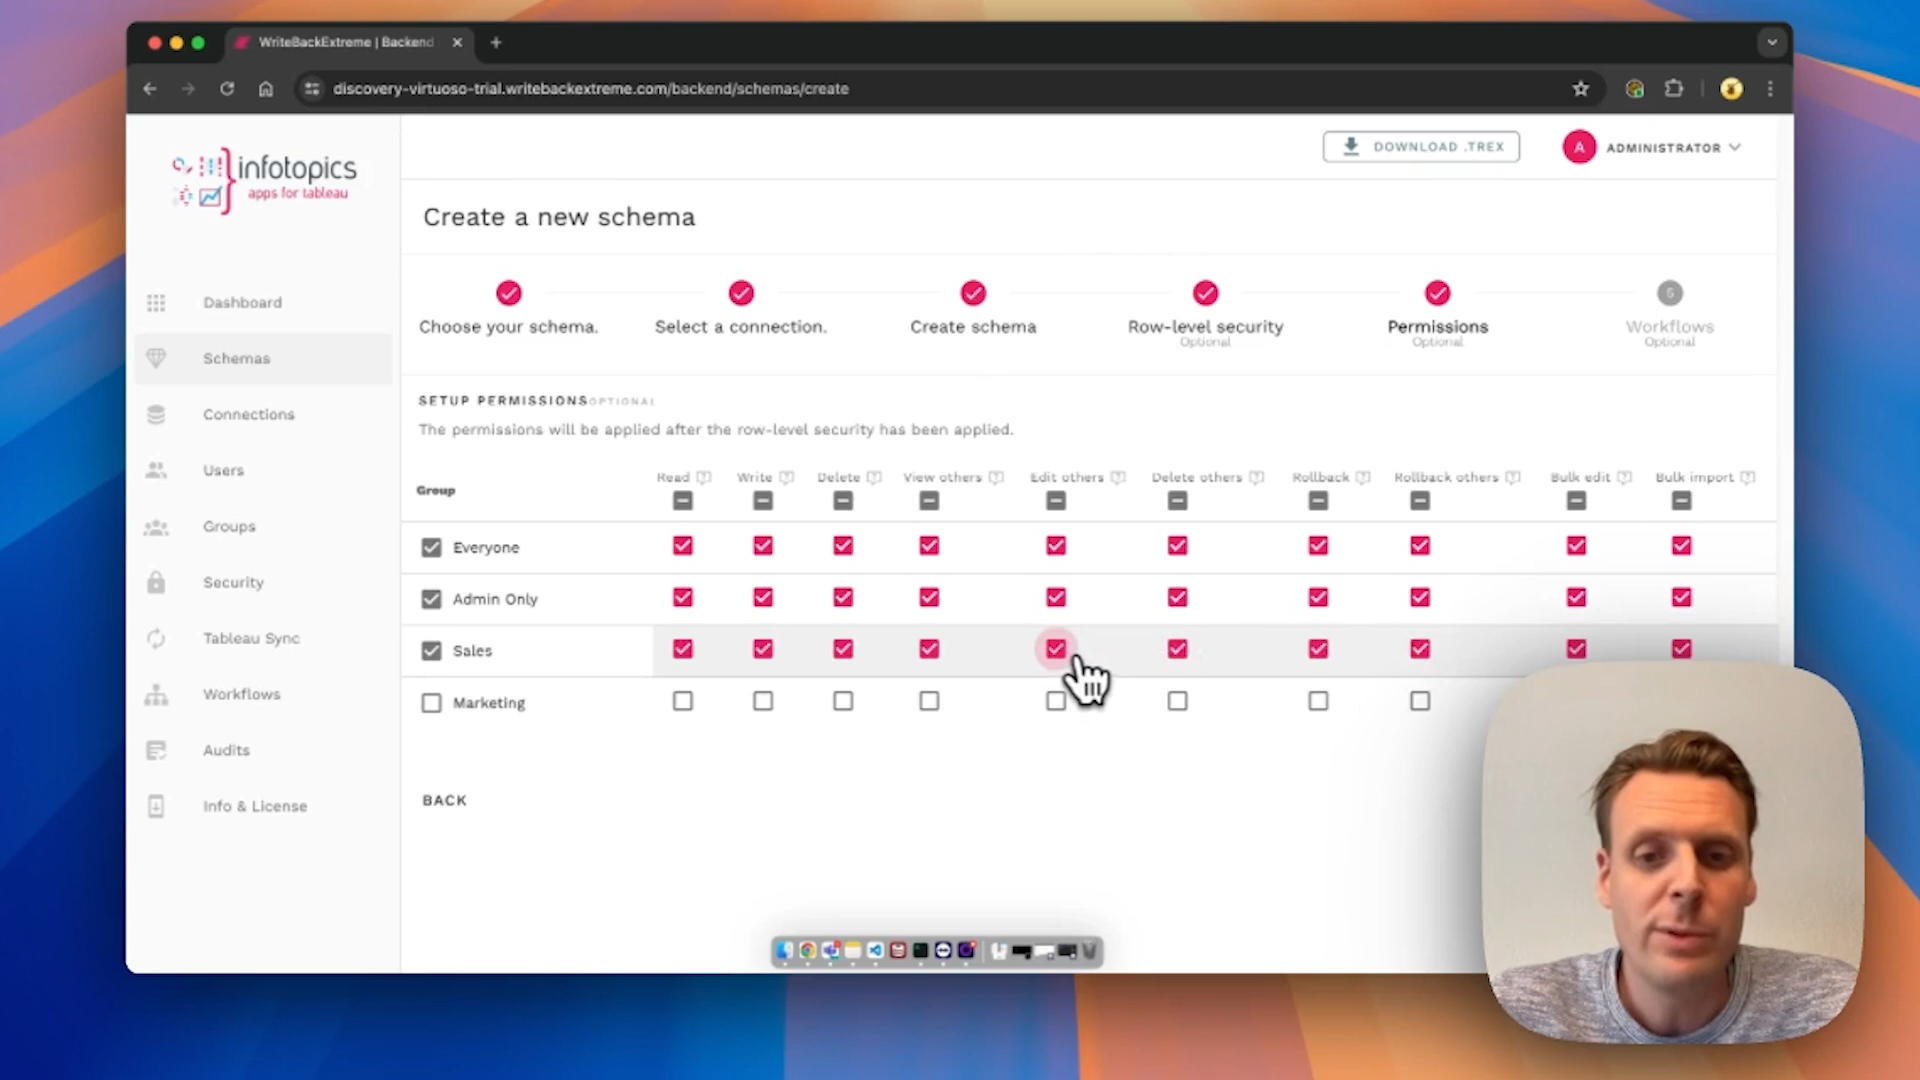 WriteBackExtreme | Backend
discovery-virtuoso-trial.writebackextreme.com/backend/schemas/create
infotopics
apps for tableau
DOWNLOAD .TREX
A ADMINISTRATOR
Create a new schema
Choose your schema.
Select a connection.
Create schema
Row-level security
Optional
Permissions
Optional
5
Workflows
Optional
Dashboard
Schemas
Connections
Users
Groups
Security
Tableau Sync
Workflows
Audits
Info & License
SETUP PERMISSIONS OPTIONAL
The permissions will be applied after the row-level security has been applied.
Group Read Write Delete View others Edit others Delete others Rollback Rollback others Bulk edit Bulk import
Everyone
Admin Only
Sales
Marketing
BACK